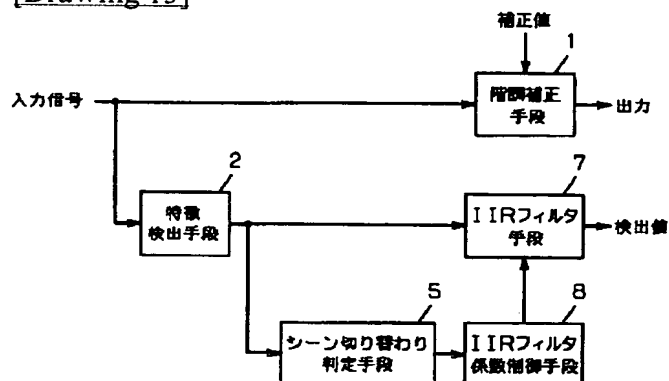 補正値
1
入力信号
階調補正
手段
出力
2
特徴
検出手段
7
IIRフィルタ
手段
検出値
5
シーン切り替わり
判定手段
8
IIRフィルタ
係数制御手段